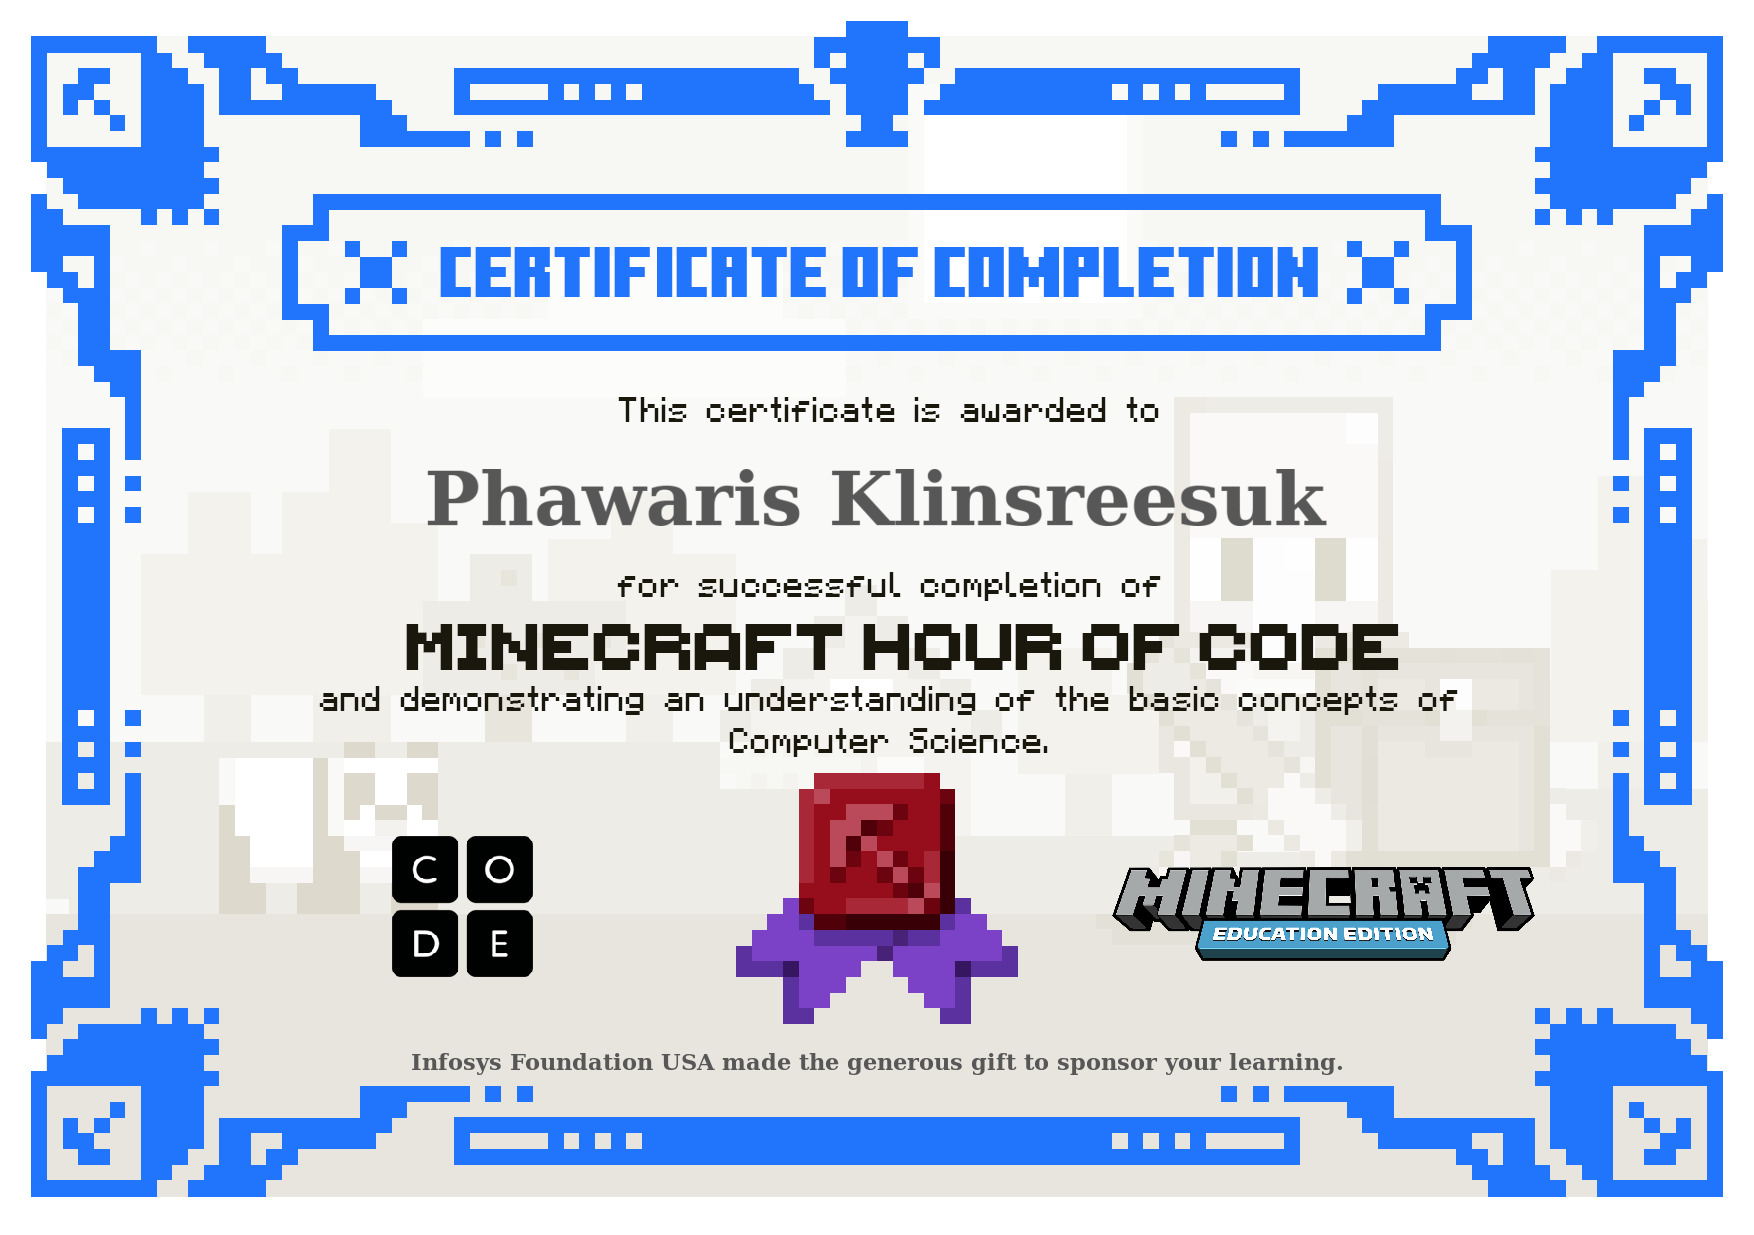 CERTIFICATE OF COMPLETION
This certificate is awarded to
Phawaris Klinsreesuk
for successful completion of
MINECRAFT HOUR OF CODE
and demonstrating an understanding of the basic concepts of
Computer Science.
C O
D E
MINECRAFT
EDUCATION EDITION
Infosys Foundation USA made the generous gift to sponsor your learning.